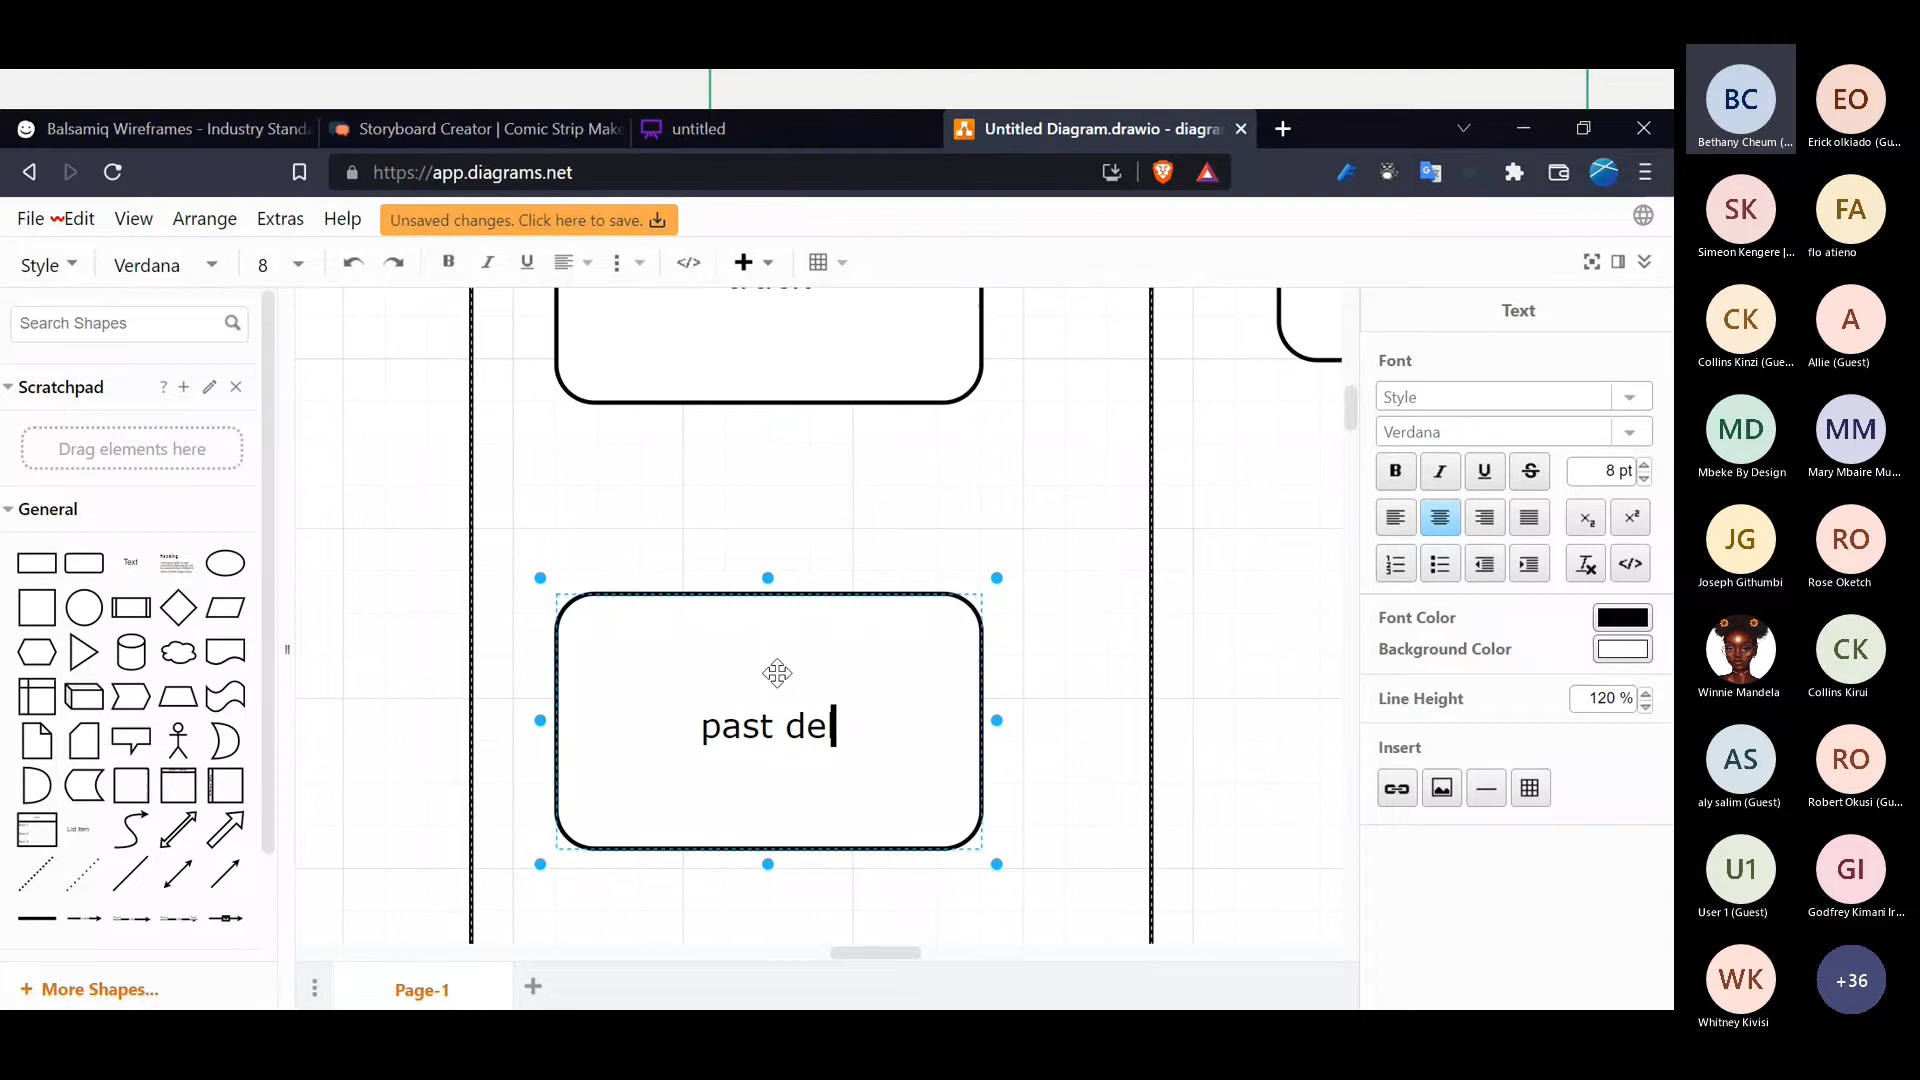 Balsamiq Wireframes - Industry Standa
Storyboard Creator | Comic Strip Make
untitled
Untitled Diagram.drawio - diagra
https://app.diagrams.net
File Edit View Arrange Extras Help
Unsaved changes. Click here to save.
Style Verdana 8
B I U
Search Shapes
Scratchpad
Drag elements here
General
Text
Heading
List Item
+ More Shapes...
past del
Page-1
Text
Font
Style
Verdana
B I U S 8 pt
Font Color
Background Color
Line Height 120 %
Insert
BC EO
Bethany Cheum (... Erick olkiado (Gu...
SK FA
Simeon Kengere |... flo atieno
CK A
Collins Kinzi (Gue... Allie (Guest)
MD MM
Mbeke By Design Mary Mbaire Mu...
JG RO
Joseph Githumbi Rose Oketch
CK
Winnie Mandela Collins Kirui
AS RO
aly salim (Guest) Robert Okusi (Gu...
U1 GI
User 1 (Guest) Godfrey Kimani Ir...
WK +36
Whitney Kivisi